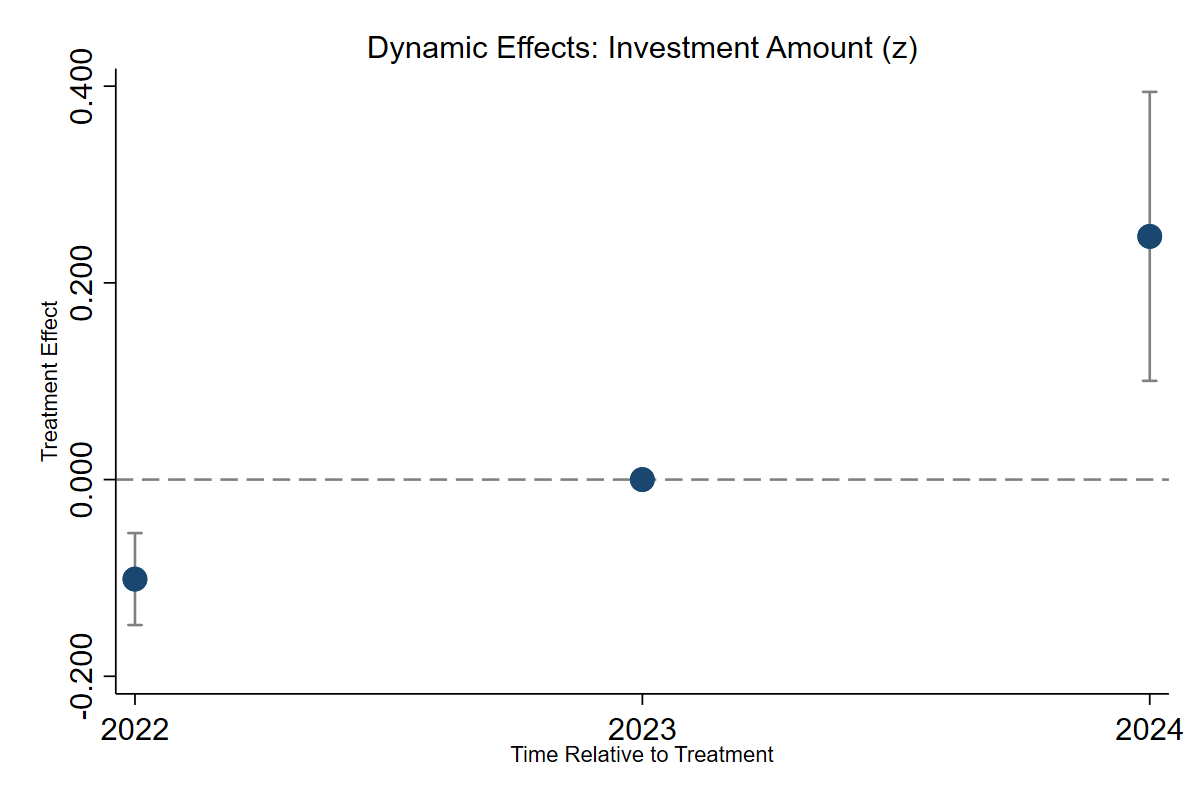 Dynamic Effects: Investment Amount (z)
0.400
0.200
0.000
-0.200
Treatment Effect
2022 2023 2024
Time Relative to Treatment